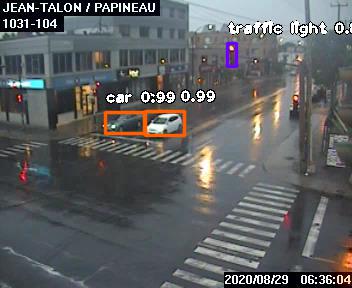 JEAN-TALON / PAPINEAU
1031-104
traffic light 0.
car 0.99 0.99
2020/08/29 06:36:04